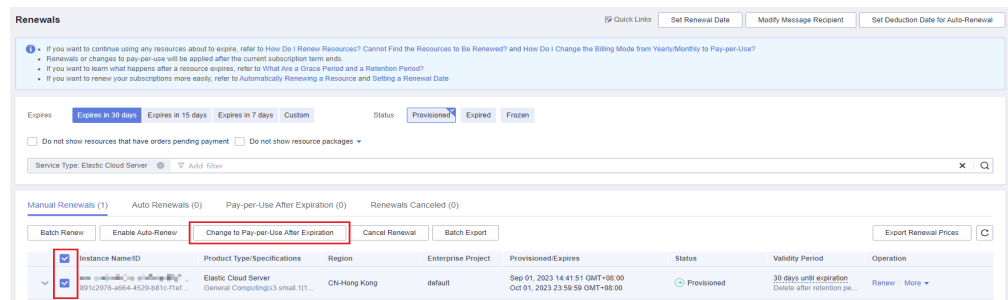 Renewals
Quick Links
Set Renewal Date
Modify Message Recipient
Set Deduction Date for Auto-Renewal
If you want to continue using any resources about to expire, refer to How Do I Renew Resources? Cannot Find the Resources to Be Renewed? and How Do I Change the Billing Mode from Yearly/Monthly to Pay-per-Use?
Renewals or changes to pay-per-use will be applied after the current subscription term ends.
If you want to learn what happens after a resource expires, refer to What Are a Grace Period and a Retention Period?
If you want to renew your subscriptions more easily, refer to Automatically Renewing a Resource and Setting a Renewal Date
Expires Expires in 30 days Expires in 15 days Expires in 7 days Custom Status Provisioned Expired Frozen
Do not show resources that have orders pending payment Do not show resource packages
Service Type: Elastic Cloud Server Add filter
Manual Renewals (1) Auto Renewals (0) Pay-per-Use After Expiration (0) Renewals Canceled (0)
Batch Renew Enable Auto-Renew Change to Pay-per-Use After Expiration Cancel Renewal Batch Export Export Renewal Prices
Instance Name/ID Product Type/Specifications Region Enterprise Project Provisioned/Expires Status Validity Period Operation
Elastic Cloud Server CN-Hong Kong default Sep 01, 2023 14:41:51 GMT+08:00 Provisioned 30 days until expiration Renew More
891c2076-a664-4520-b81c-f1ef... General Computing|s3.small.1|1... Oct 01, 2023 23:59:59 GMT+08:00 Delete after retention pe...